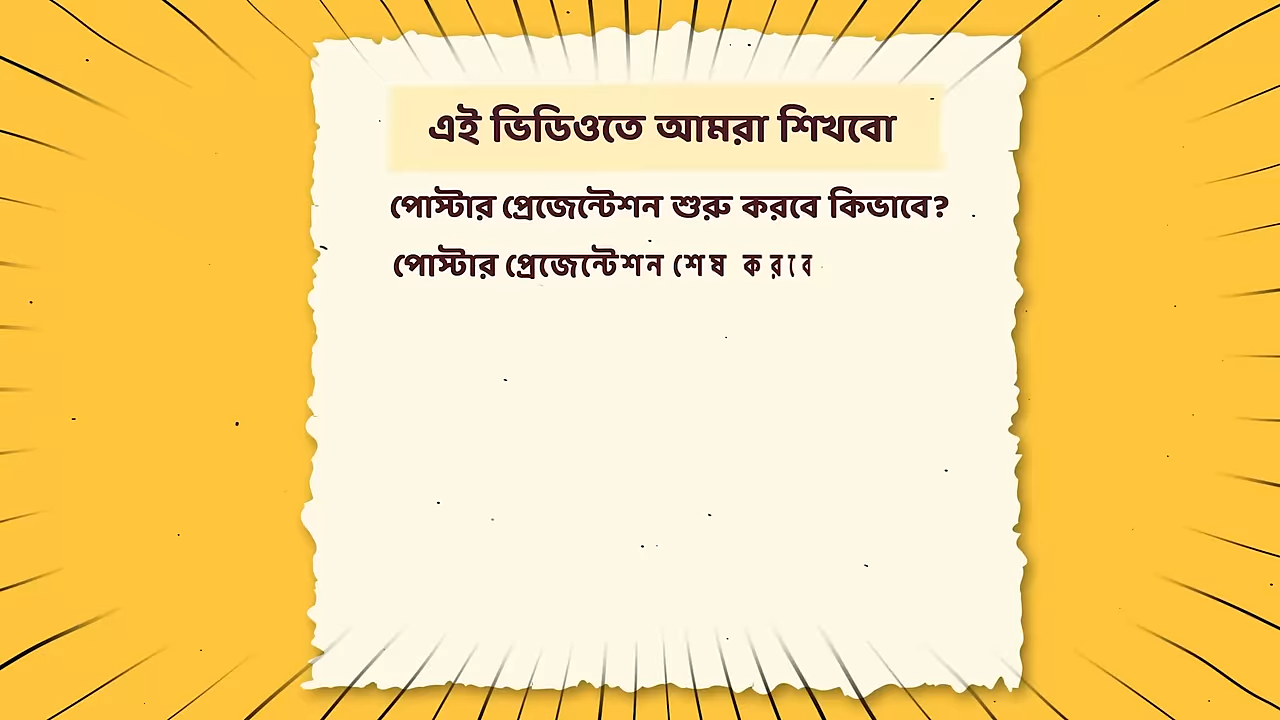 এই ভিডিওতে আমরা শিখবো
পোস্টার প্রেজেন্টেশন শুরু করবে কিভাবে?
পোস্টার প্রেজেন্টেশন শেষ করবে